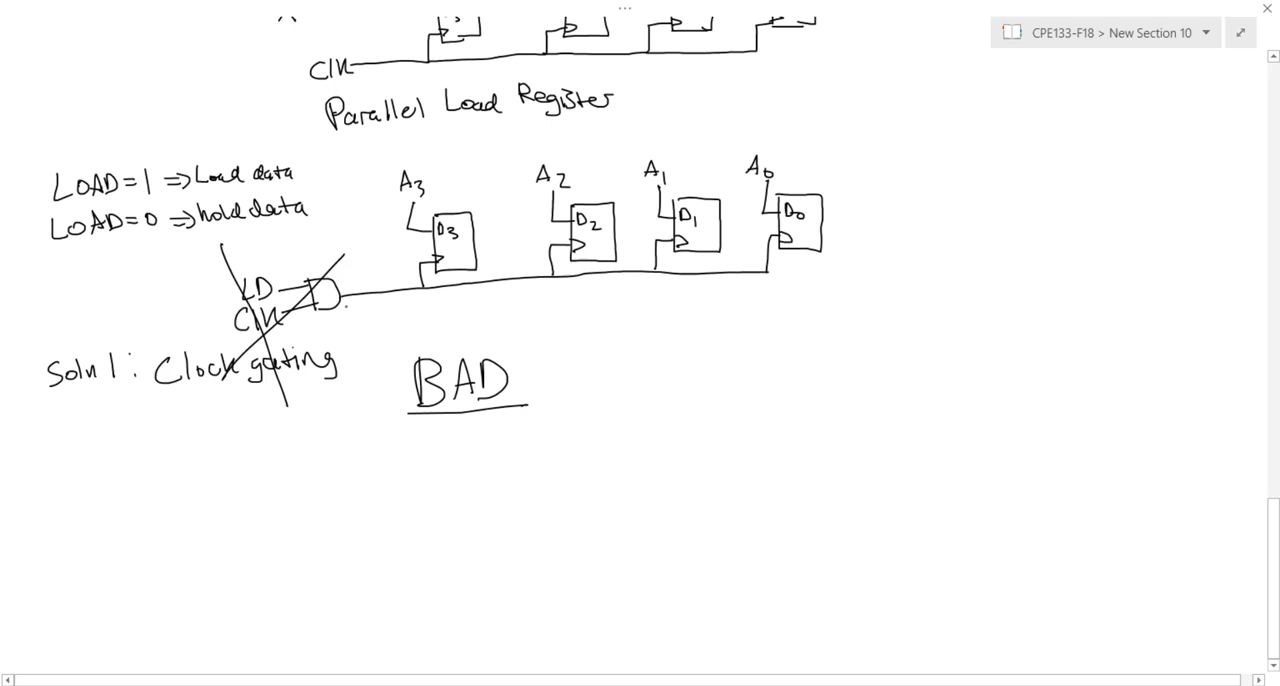 CPE133-F18 > New Section 10
Clk
Parallel Load Register
LOAD=1 => Load data
LOAD=0 => hold data
A3 A2 A1 A0
D3 D2 D1 D0
LD
Clk
Soln 1: Clock gating
BAD